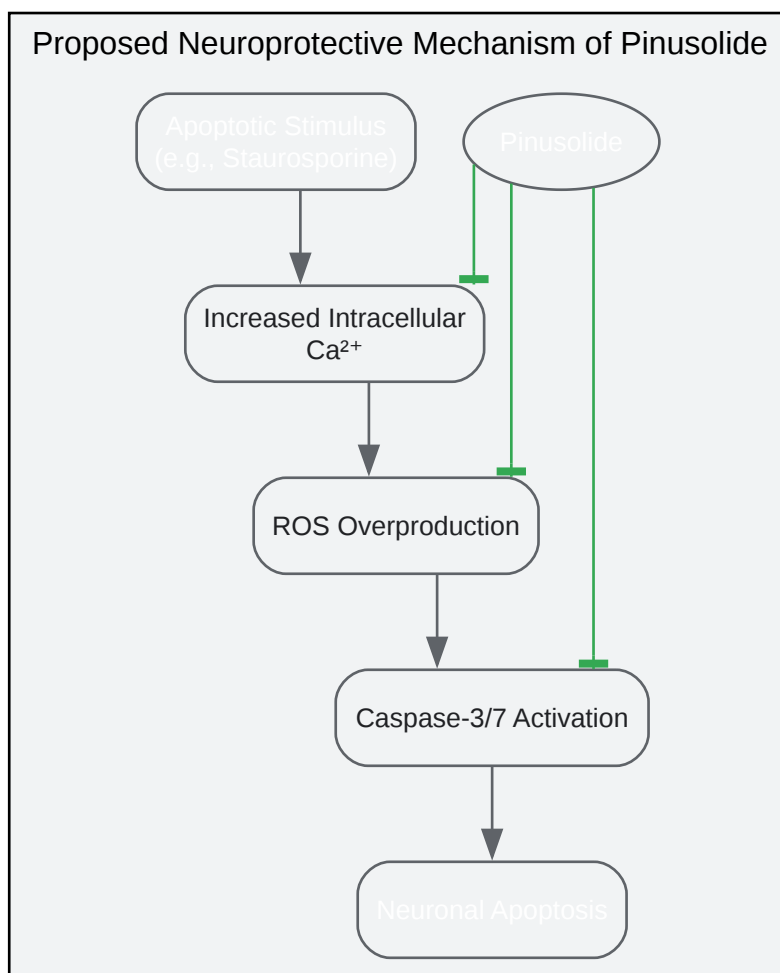 Proposed Neuroprotective Mechanism of Pinusolide
Apoptotic Stimulus
(e.g., Staurosporine)
Pinusolide
Increased Intracellular
Ca²⁺
ROS Overproduction
Caspase-3/7 Activation
Neuronal Apoptosis